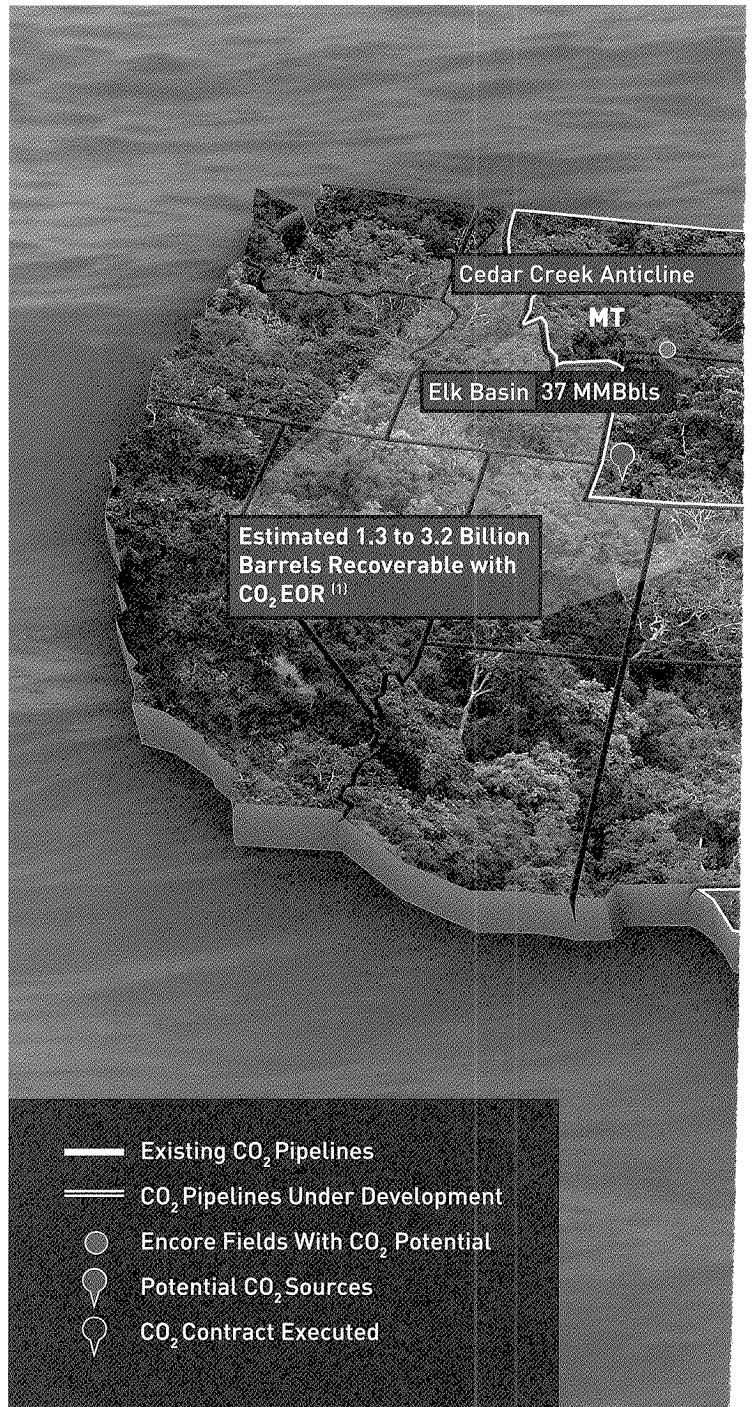 Cedar Creek Anticline
MT
Elk Basin 37 MMBbls
Estimated 1.3 to 3.2 Billion
Barrels Recoverable with
CO₂ EOR (1)
Existing CO₂ Pipelines
CO₂ Pipelines Under Development
Encore Fields With CO₂ Potential
Potential CO₂ Sources
CO₂ Contract Executed